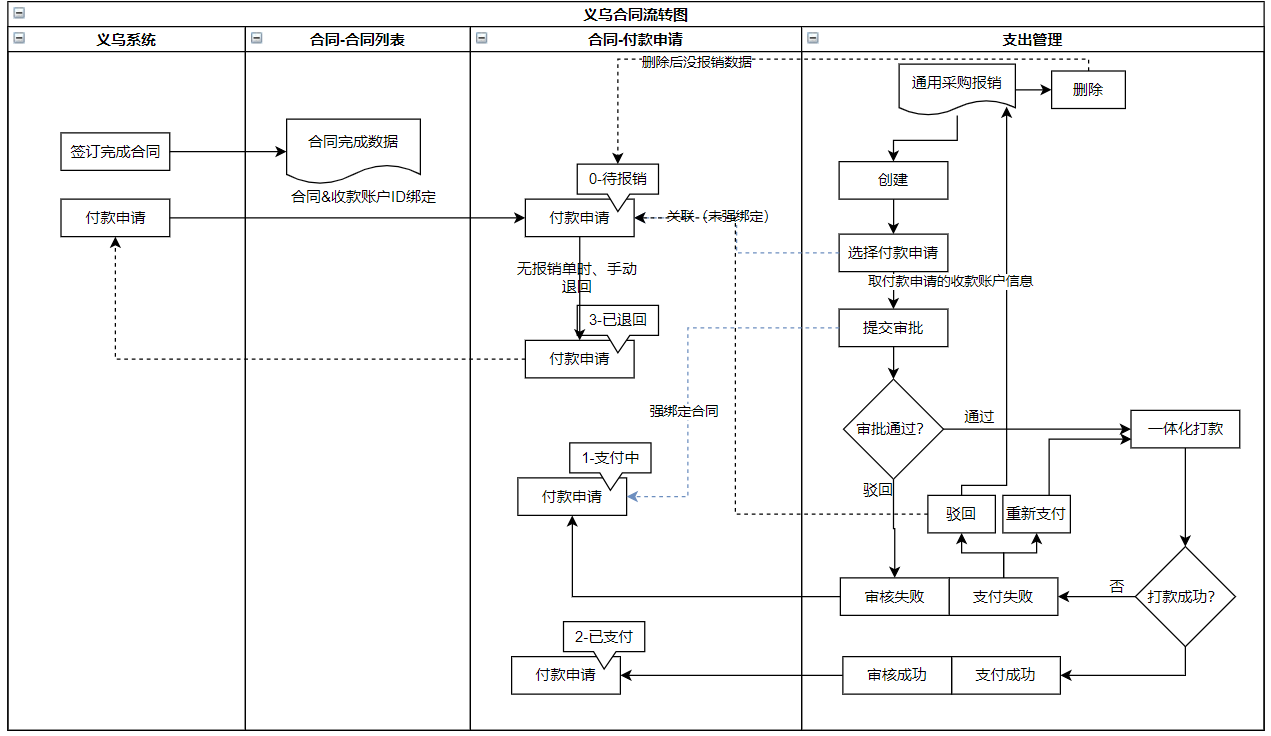 义乌合同流转图
义乌系统
合同-合同列表
合同-付款申请
支出管理
删除后没报销数据
通用采购报销
删除
签订完成合同
合同完成数据
0-待报销
创建
合同&收款账户ID绑定
付款申请
付款申请
关联（未强绑定）
选择付款申请
无报销单时、手动
退回
取付款申请的收款账户信息
3-已退回
提交审批
付款申请
强绑定合同
审批通过？
通过
一体化打款
1-支付中
付款申请
驳回
驳回
重新支付
审核失败
支付失败
否
打款成功？
2-已支付
付款申请
审核成功
支付成功